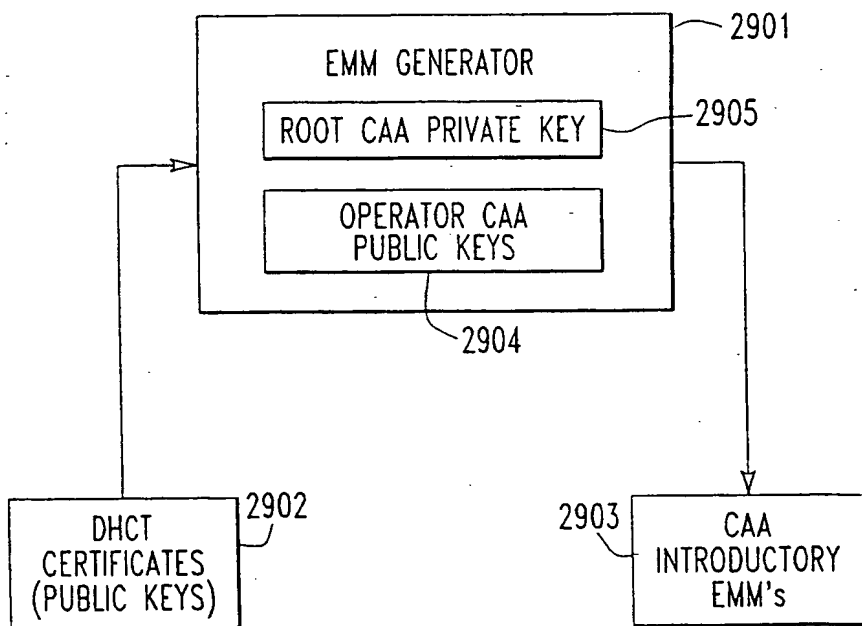 2901
EMM GENERATOR
ROOT CAA PRIVATE KEY
2905
OPERATOR CAA
PUBLIC KEYS
2904
2902
DHCT
CERTIFICATES
(PUBLIC KEYS)
2903
CAA
INTRODUCTORY
EMM's